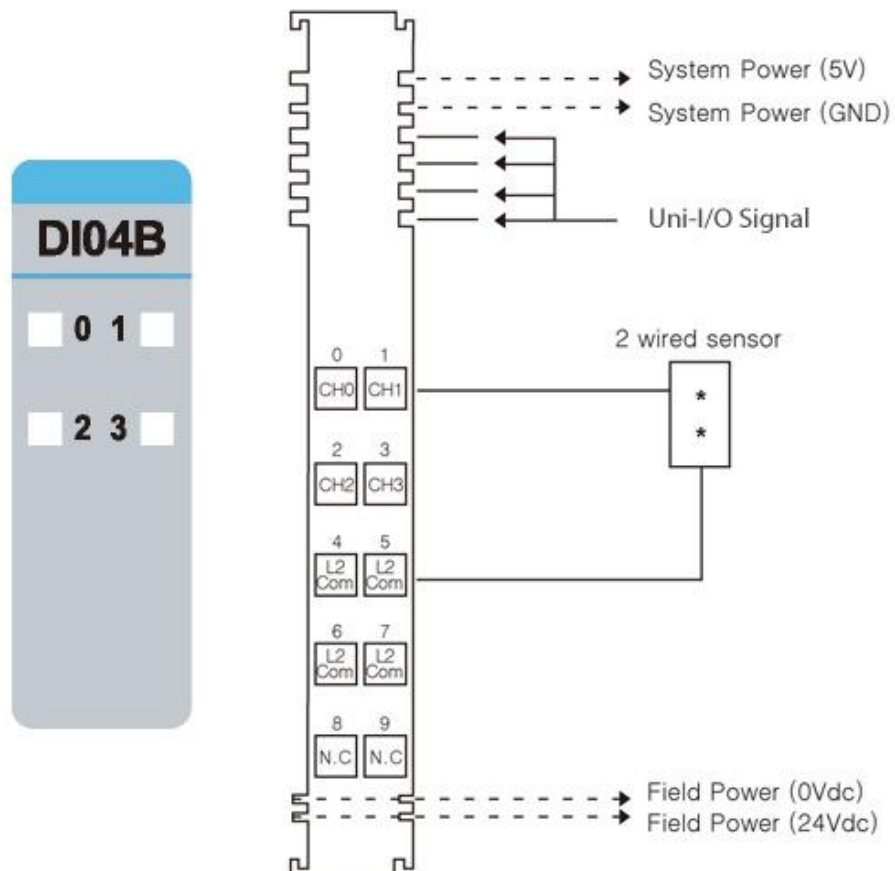 DI04B
0 1
2 3
System Power (5V)
System Power (GND)
Uni-I/O Signal
2 wired sensor
0 1
CH0 CH1
* 
*
2 3
CH2 CH3
4 5
L2 L2
Com Com
6 7
L2 L2
Com Com
8 9
N.C N.C
Field Power (0Vdc)
Field Power (24Vdc)